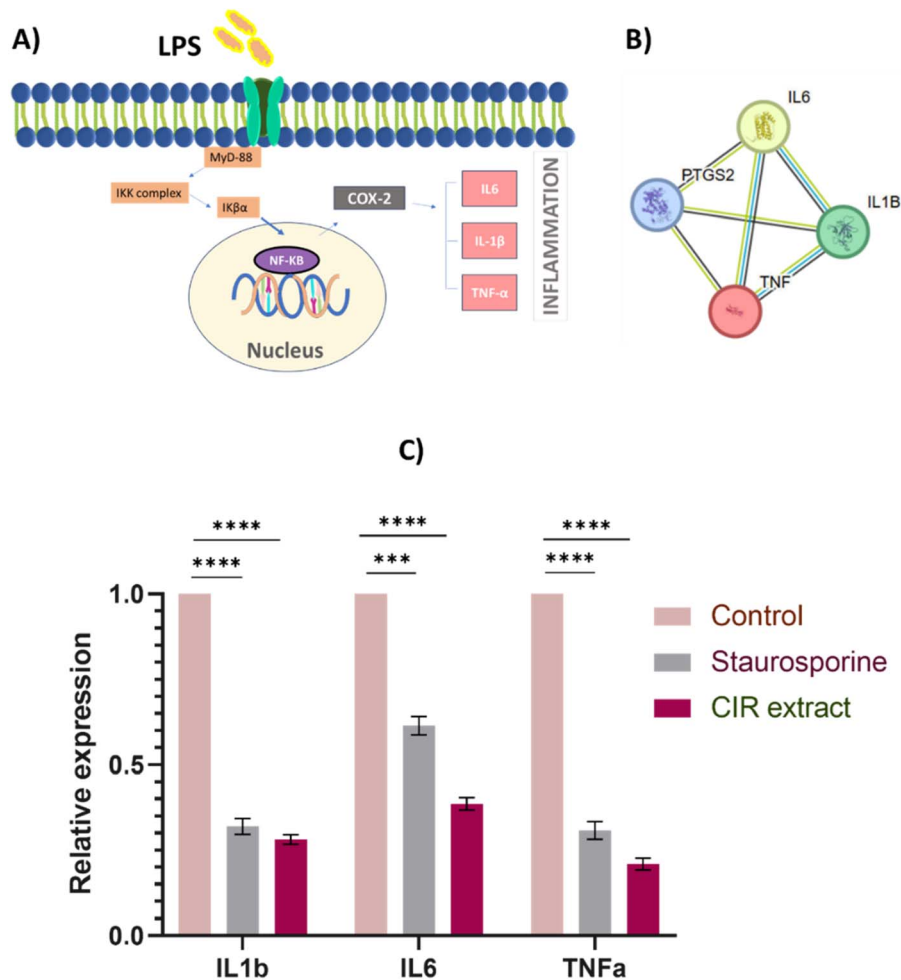 A)
LPS
MyD-88
IKK complex
IKβα
COX-2
NF-KB
Nucleus
IL6
IL-1β
TNF-α
INFLAMMATION
B)
IL6
PTGS2
IL1B
TNF
C)
**** **** ****
**** *** ****
Relative expression
1.0
0.5
0.0
IL1b IL6 TNFa
Control
Staurosporine
CIR extract